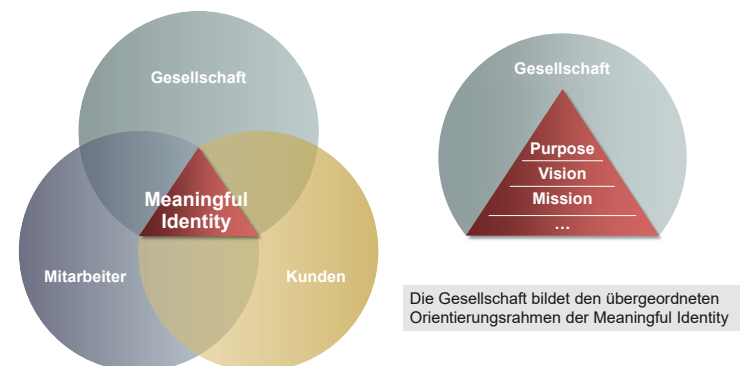 Gesellschaft
Meaningful
Identity
Mitarbeiter
Kunden
Gesellschaft
Purpose
Vision
Mission
...
Die Gesellschaft bildet den übergeordneten
Orientierungsrahmen der Meaningful Identity